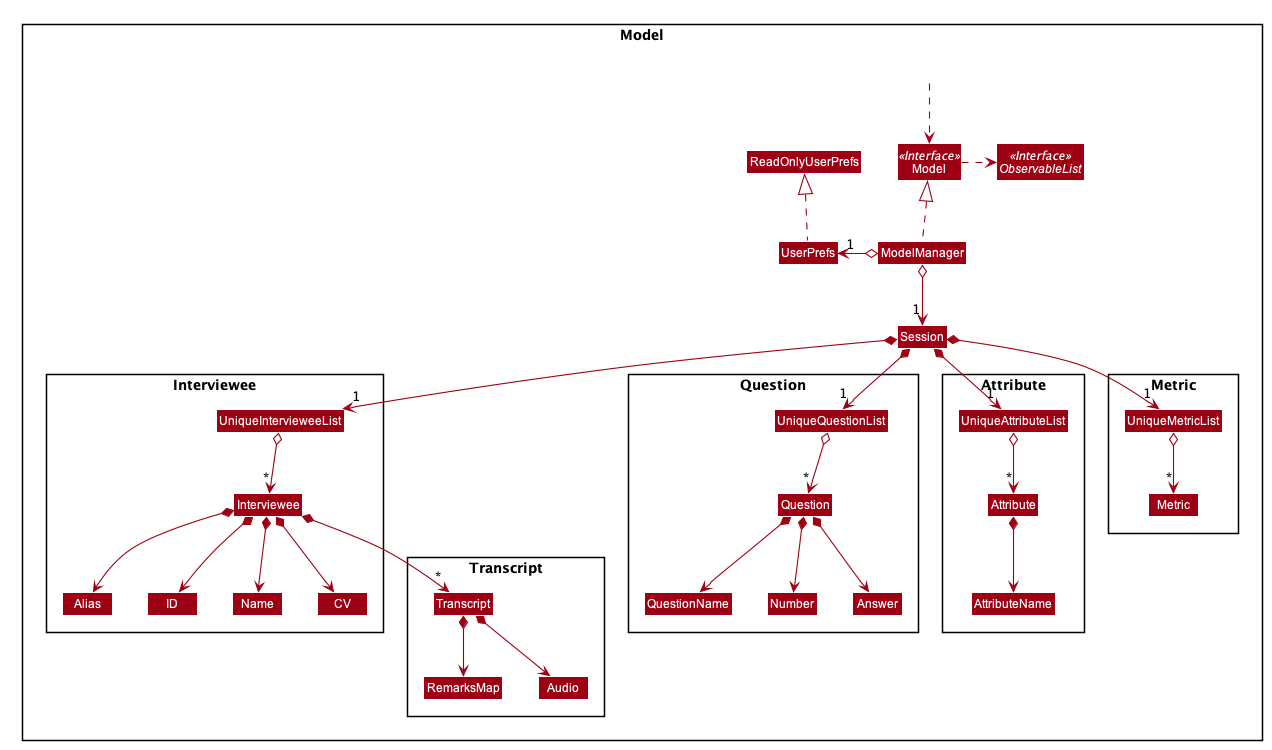 Model
«Interface»
Model
«Interface»
ObservableList
ReadOnlyUserPrefs
UserPrefs
1
ModelManager
1
Session
Interviewee
1
UniqueIntervieweeList
*
Interviewee
Alias
ID
Name
CV
Transcript
*
Transcript
RemarksMap
Audio
Question
1
UniqueQuestionList
*
Question
QuestionName
Number
Answer
Attribute
1
UniqueAttributeList
*
Attribute
AttributeName
Metric
1
UniqueMetricList
*
Metric